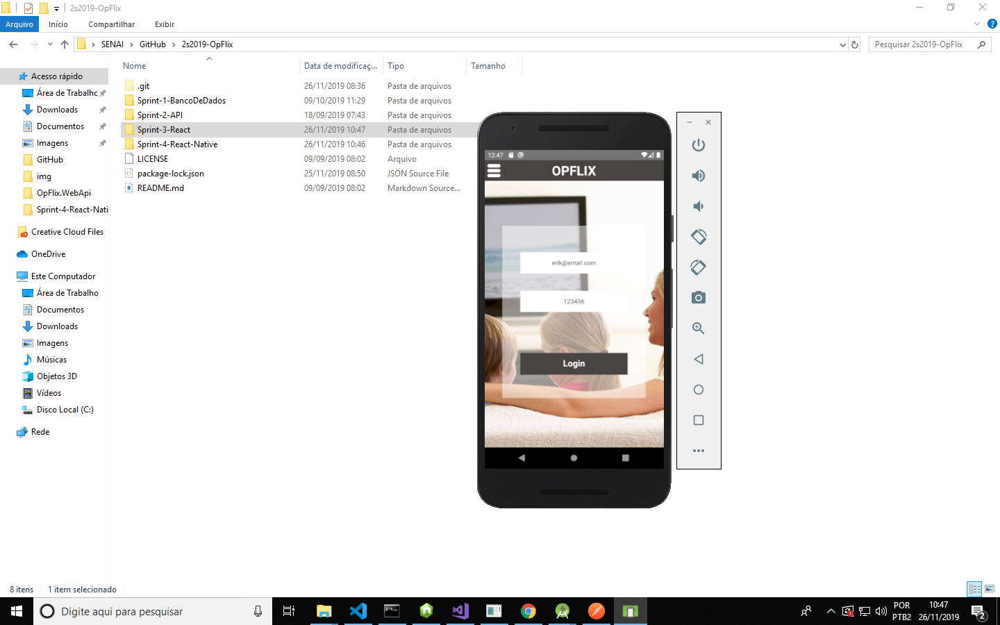 2s2019-OpFlix
Arquivo Início Compartilhar Exibir
SENAI > GitHub > 2s2019-OpFlix
Pesquisar 2s2019-OpFlix
Nome Data de modificaç... Tipo Tamanho
.git 26/11/2019 08:36 Pasta de arquivos
Sprint-1-BancoDeDados 09/10/2019 11:29 Pasta de arquivos
Sprint-2-API 18/09/2019 07:43 Pasta de arquivos
Sprint-3-React 26/11/2019 10:47 Pasta de arquivos
Sprint-4-React-Native 26/11/2019 10:46 Pasta de arquivos
LICENSE 09/09/2019 08:02 Arquivo
package-lock.json 25/11/2019 08:50 JSON Source File
README.md 09/09/2019 08:02 Markdown Source...
Acesso rápido
Área de Trabalho
Downloads
Documentos
Imagens
GitHub
img
OpFlix.WebApi
Sprint-4-React-Nati
Creative Cloud Files
OneDrive
Este Computador
Área de Trabalho
Documentos
Downloads
Imagens
Músicas
Objetos 3D
Vídeos
Disco Local (C:)
Rede
12:47
OPFLIX
erik@email.com
123456
Login
8 itens 1 item selecionado
Digite aqui para pesquisar
POR
PTB2
10:47
26/11/2019
2